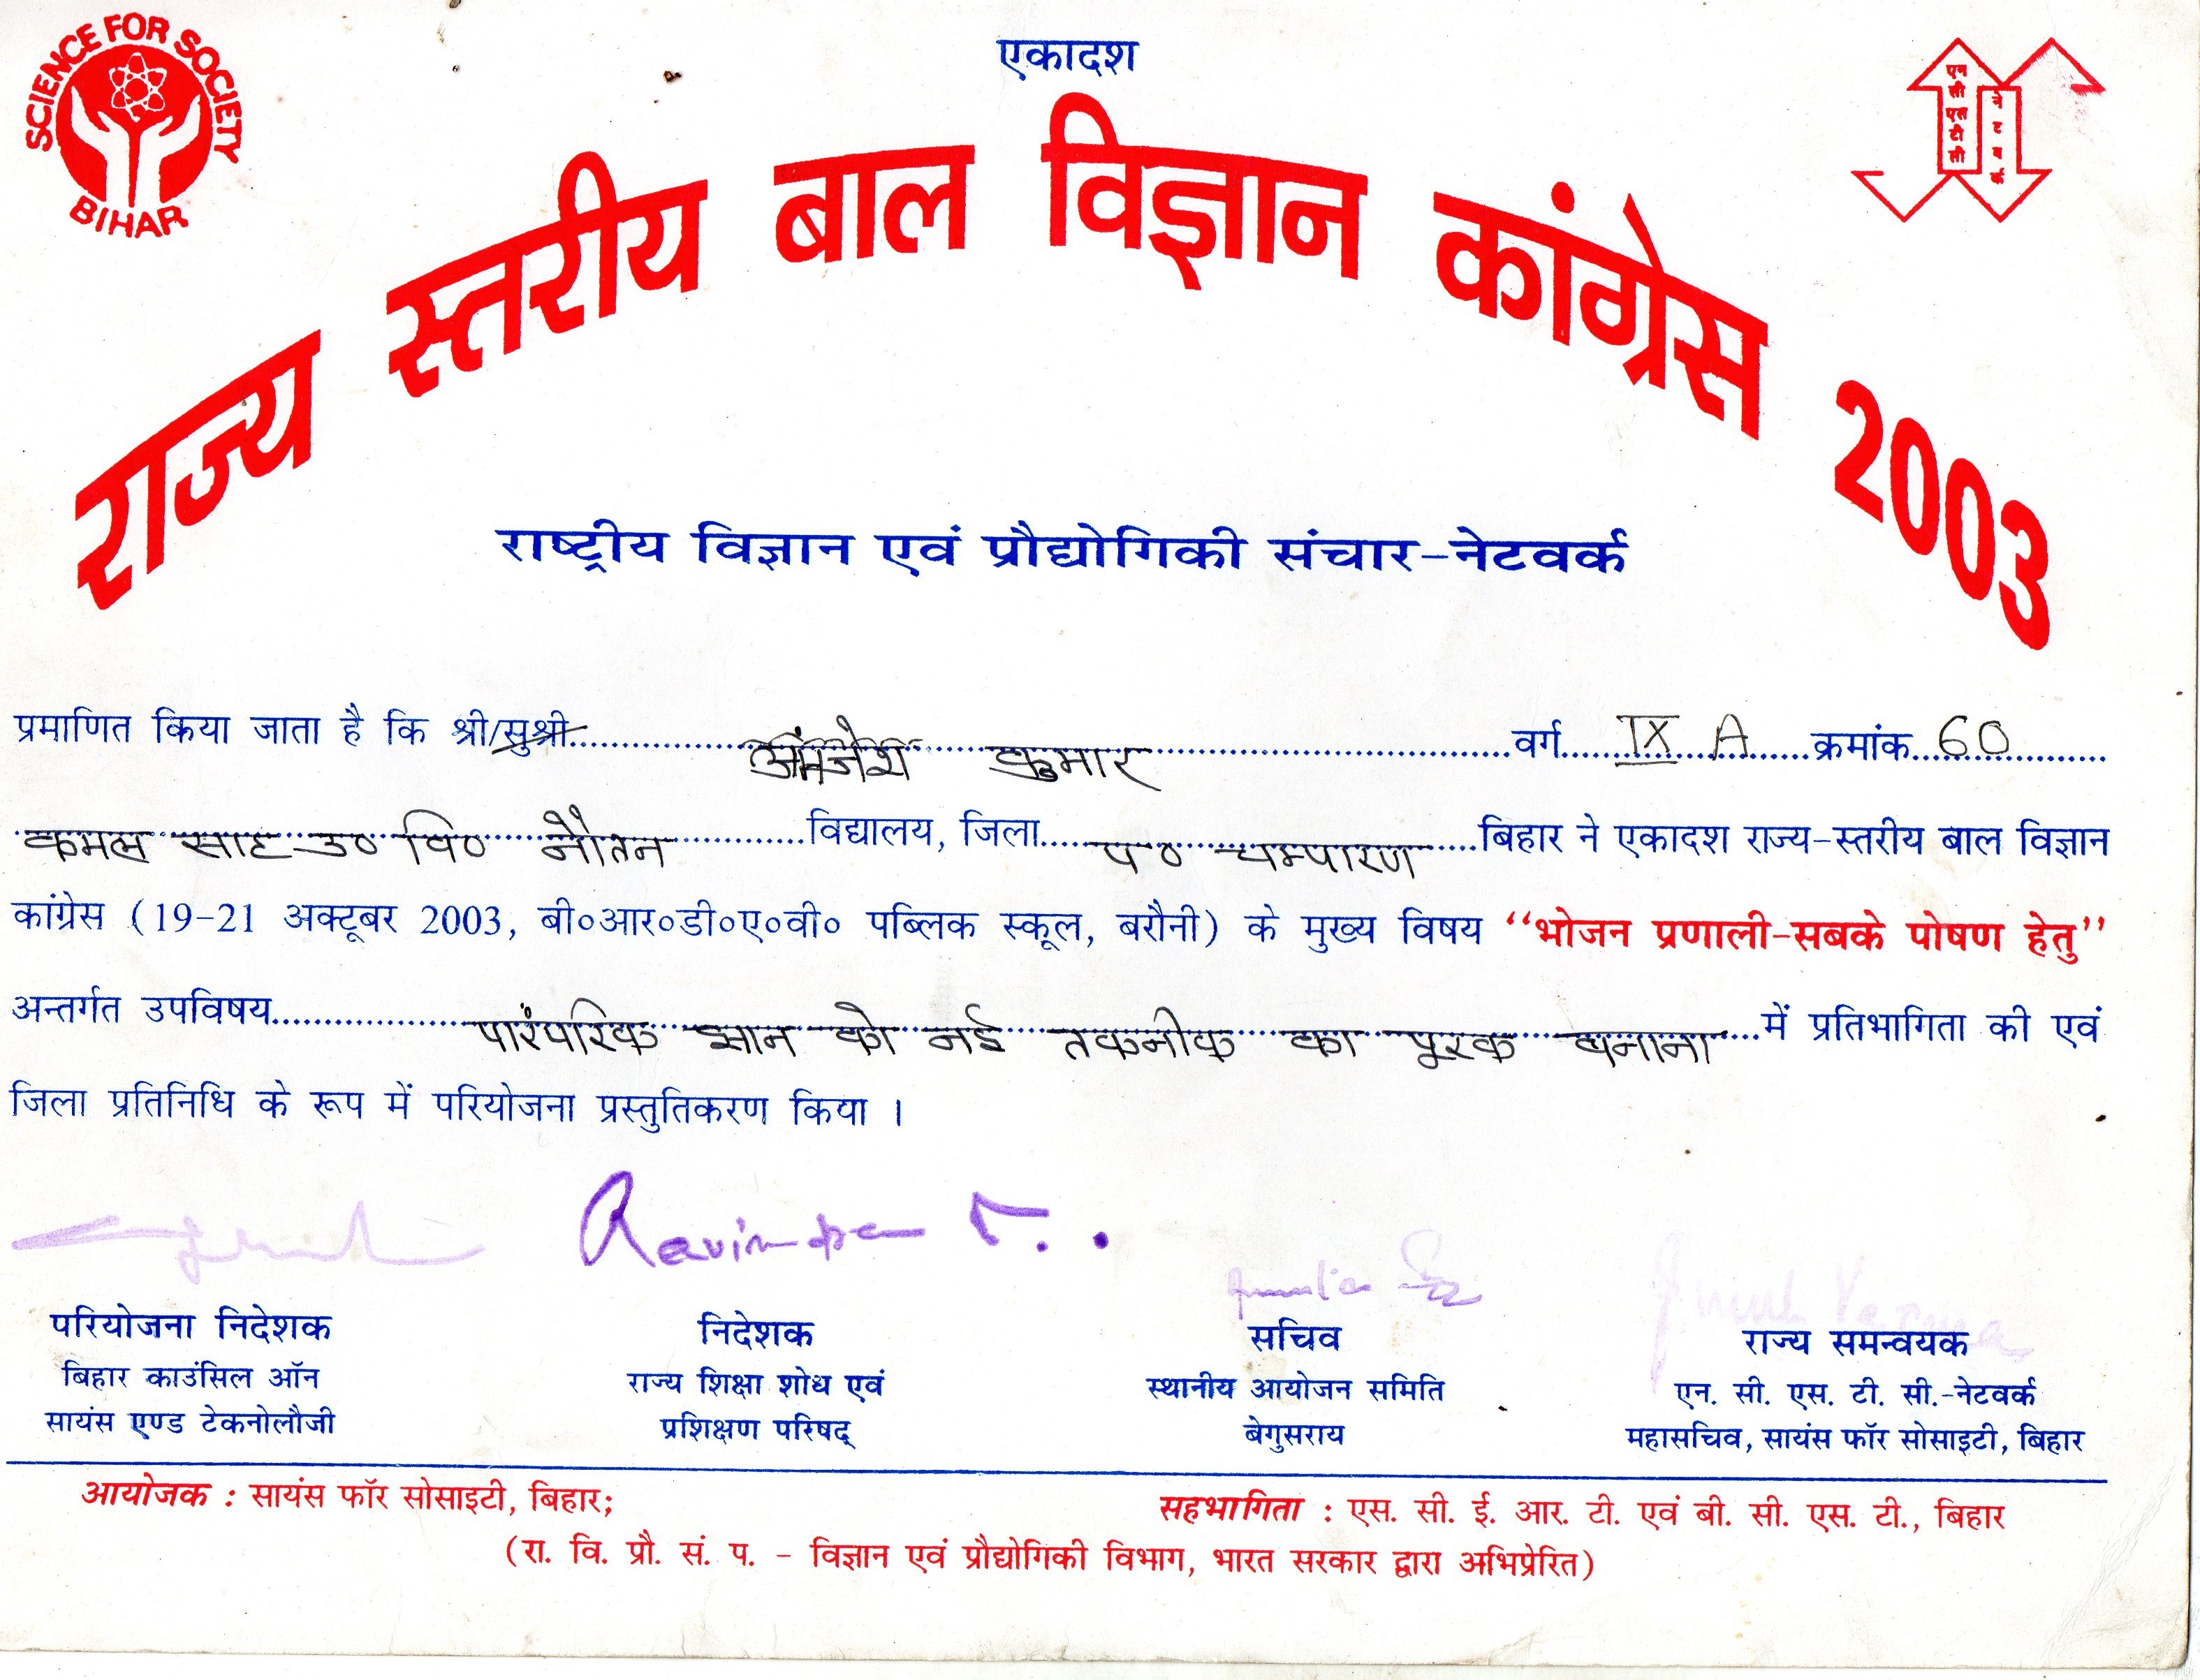 SCIENCE FOR SOCIETY
BIHAR
एकादश
एन सी एस टी सी
नेटवर्क
राज्य स्तरीय बाल विज्ञान कांग्रेस 2003
राष्ट्रीय विज्ञान एवं प्रौद्योगिकी संचार-नेटवर्क
प्रमाणित किया जाता है कि श्री/सुश्री कुमार वर्ग IX A क्रमांक 60
कमल साह उ० वि० नौतन विद्यालय, जिला प० चम्पारण बिहार ने एकादश राज्य-स्तरीय बाल विज्ञान
कांग्रेस (19-21 अक्टूबर 2003, बी०आर०डी०ए०वी० पब्लिक स्कूल, बरौनी) के मुख्य विषय “भोजन प्रणाली-सबके पोषण हेतु”
अन्तर्गत उपविषय पारंपरिक ज्ञान को नई तकनीक का पूरक बनाना में प्रतिभागिता की एवं
जिला प्रतिनिधि के रूप में परियोजना प्रस्तुतिकरण किया ।
परियोजना निदेशक
बिहार काउंसिल ऑन
सायंस एण्ड टेकनोलौजी
निदेशक
राज्य शिक्षा शोध एवं
प्रशिक्षण परिषद्
सचिव
स्थानीय आयोजन समिति
बेगुसराय
राज्य समन्वयक
एन. सी. एस. टी. सी.-नेटवर्क
महासचिव, सायंस फॉर सोसाइटी, बिहार
आयोजक : सायंस फॉर सोसाइटी, बिहार;
सहभागिता : एस. सी. ई. आर. टी. एवं बी. सी. एस. टी., बिहार
(रा. वि. प्रौ. सं. प. - विज्ञान एवं प्रौद्योगिकी विभाग, भारत सरकार द्वारा अभिप्रेरित)